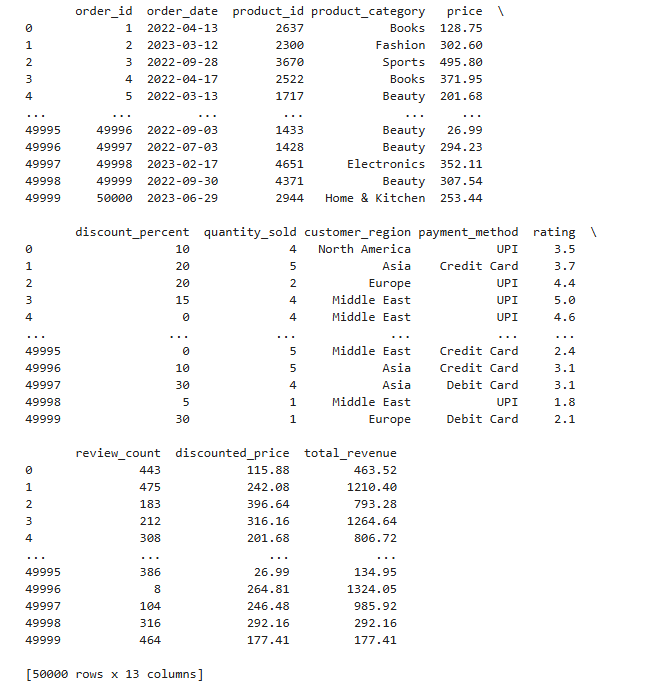 order_id order_date product_id product_category price \
0 1 2022-04-13 2637 Books 128.75
1 2 2023-03-12 2300 Fashion 302.60
2 3 2022-09-28 3670 Sports 495.80
3 4 2022-04-17 2522 Books 371.95
4 5 2022-03-13 1717 Beauty 201.68
... ... ... ... ... ...
49995 49996 2022-09-03 1433 Beauty 26.99
49996 49997 2022-07-03 1428 Beauty 294.23
49997 49998 2023-02-17 4651 Electronics 352.11
49998 49999 2022-09-30 4371 Beauty 307.54
49999 50000 2023-06-29 2944 Home & Kitchen 253.44
discount_percent quantity_sold customer_region payment_method rating \
0 10 4 North America UPI 3.5
1 20 5 Asia Credit Card 3.7
2 20 2 Europe UPI 4.4
3 15 4 Middle East UPI 5.0
4 0 4 Middle East UPI 4.6
... ... ... ... ... ...
49995 0 5 Middle East Credit Card 2.4
49996 10 5 Asia Credit Card 3.1
49997 30 4 Asia Debit Card 3.1
49998 5 1 Middle East UPI 1.8
49999 30 1 Europe Debit Card 2.1
review_count discounted_price total_revenue
0 443 115.88 463.52
1 475 242.08 1210.40
2 183 396.64 793.28
3 212 316.16 1264.64
4 308 201.68 806.72
... ... ... ...
49995 386 26.99 134.95
49996 8 264.81 1324.05
49997 104 246.48 985.92
49998 316 292.16 292.16
49999 464 177.41 177.41
[50000 rows x 13 columns]